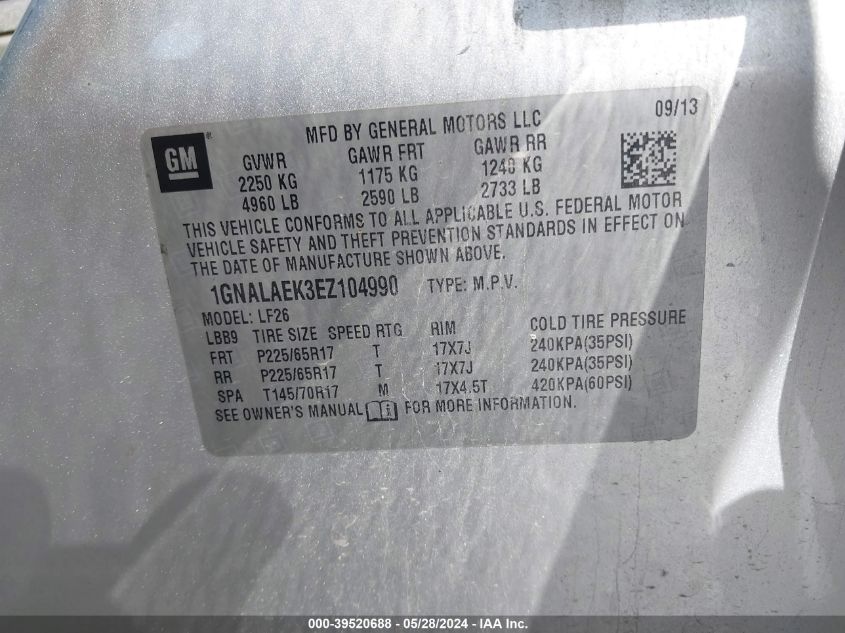 09/13
GM
MFD BY GENERAL MOTORS LLC
GVWR GAWR FRT GAWR RR
2250 KG 1175 KG 1240 KG
4960 LB 2590 LB 2733 LB
THIS VEHICLE CONFORMS TO ALL APPLICABLE U.S. FEDERAL MOTOR
VEHICLE SAFETY AND THEFT PREVENTION STANDARDS IN EFFECT ON
THE DATE OF MANUFACTURE SHOWN ABOVE.
1GNALAEK3EZ104990 TYPE: M.P.V.
MODEL: LF26
LBB9 TIRE SIZE SPEED RTG RIM COLD TIRE PRESSURE
FRT P225/65R17 T 17X7J 240KPA(35PSI)
RR P225/65R17 T 17X7J 240KPA(35PSI)
SPA T145/70R17 M 17X4.5T 420KPA(60PSI)
SEE OWNER'S MANUAL FOR MORE INFORMATION.
000-39520688 - 05/28/2024 - IAA Inc.